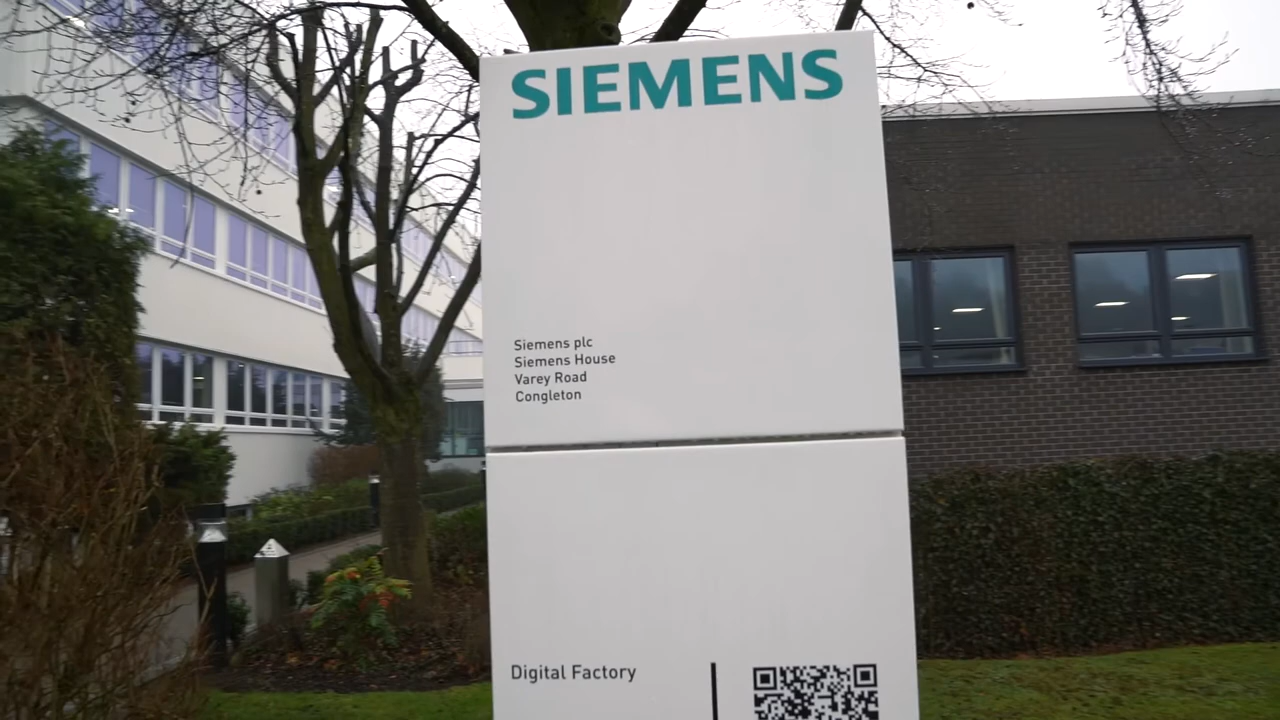 SIEMENS
Siemens plc
Siemens House
Varey Road
Congleton
Digital Factory